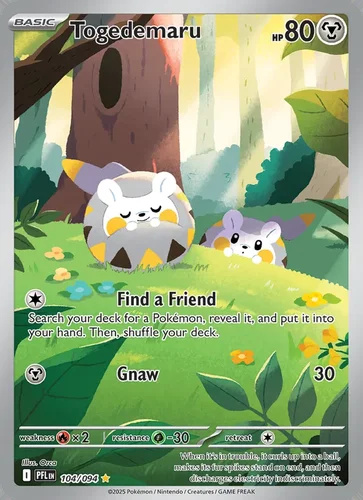 BASIC
Togedemaru
HP 80
Find a Friend
Search your deck for a Pokémon, reveal it, and put it into
your hand. Then, shuffle your deck.
Gnaw 30
weakness × 2 resistance -30 retreat
Illus. Orca
D PFL EN 104/094
When it's in trouble, it curls up into a ball,
makes its fur spikes stand on end, and then
discharges electricity indiscriminately.
©2025 Pokémon / Nintendo / Creatures / GAME FREAK